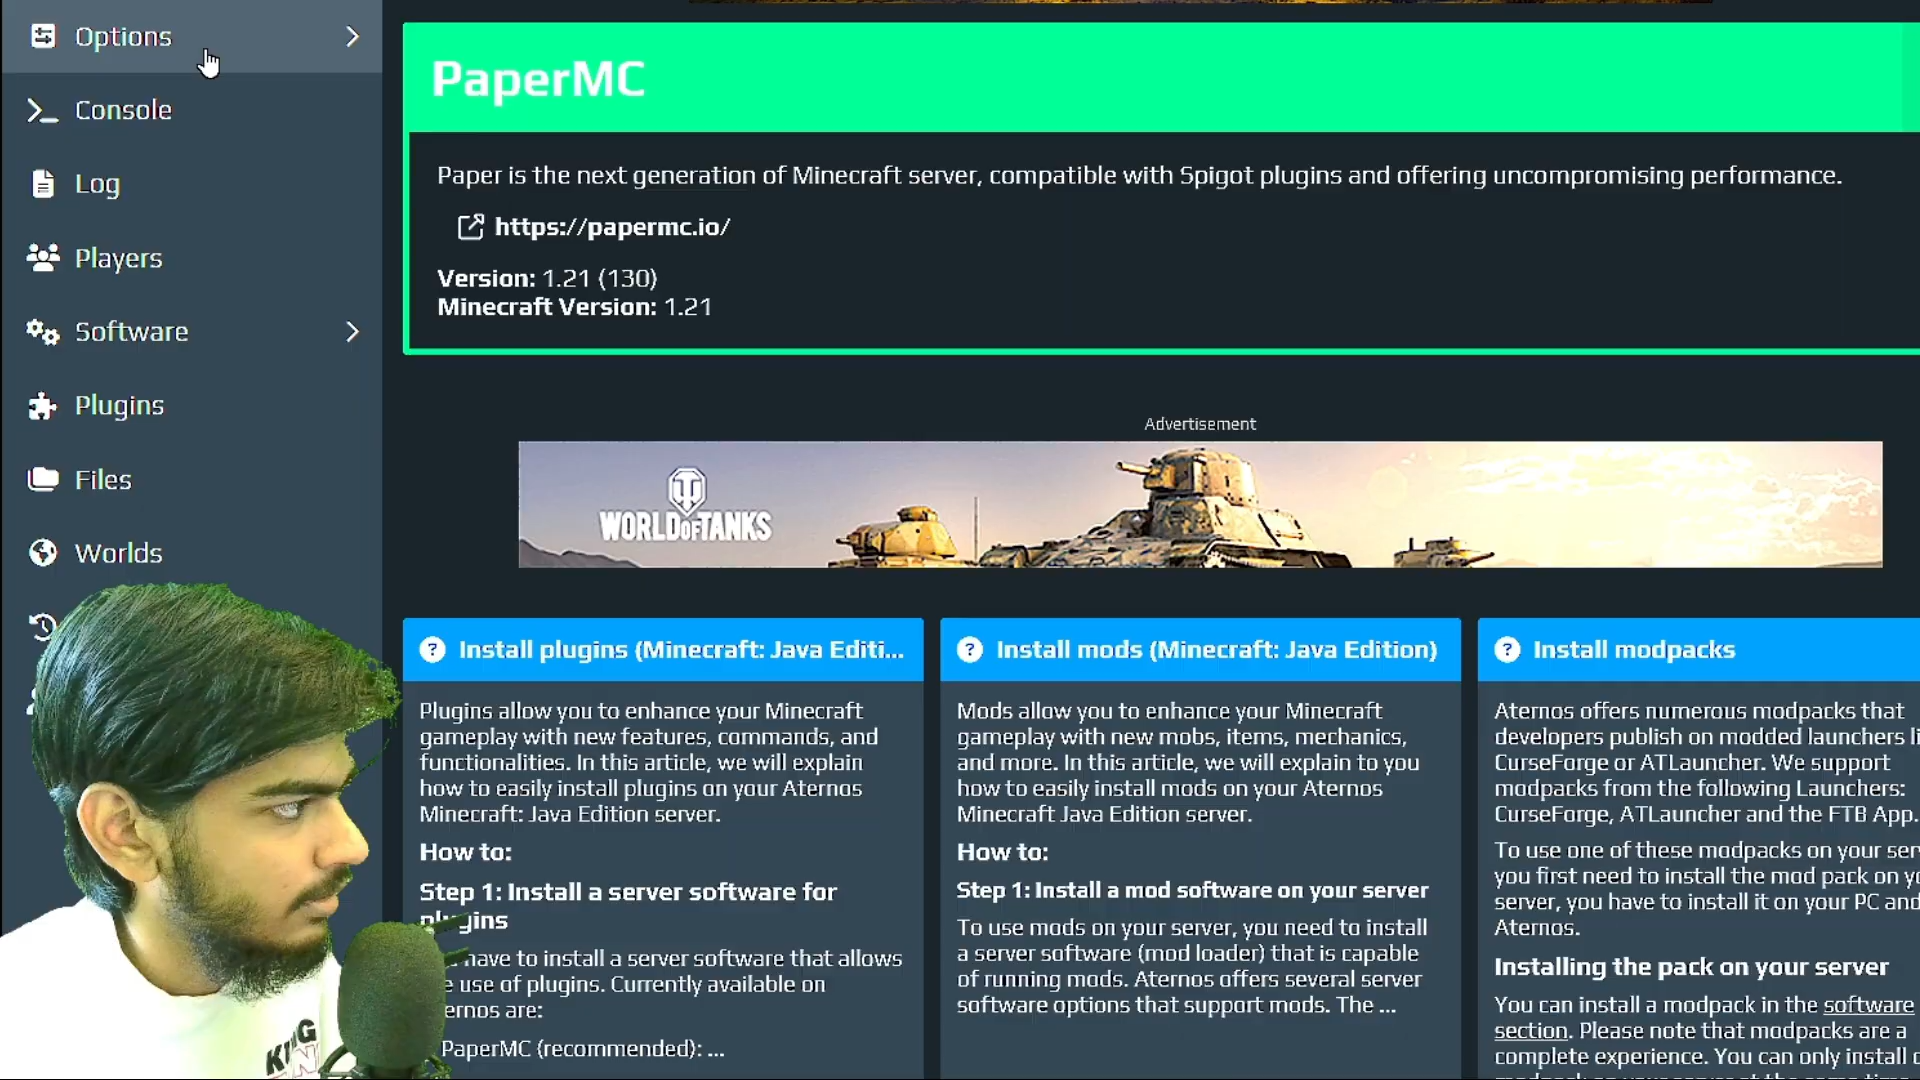 Options
Console
Log
Players
Software
Plugins
Files
Worlds
PaperMC
Paper is the next generation of Minecraft server, compatible with Spigot plugins and offering uncompromising performance.
https://papermc.io/
Version: 1.21 (130)
Minecraft Version: 1.21
Advertisement
WORLD OF TANKS
Install plugins (Minecraft: Java Editi...
Plugins allow you to enhance your Minecraft
gameplay with new features, commands, and
functionalities. In this article, we will explain
how to easily install plugins on your Aternos
Minecraft: Java Edition server.
How to:
Step 1: Install a server software for
plugins
have to install a server software that allows
use of plugins. Currently available on
ernos are:
PaperMC (recommended): ...
Install mods (Minecraft: Java Edition)
Mods allow you to enhance your Minecraft
gameplay with new mobs, items, mechanics,
and more. In this article, we will explain to you
how to easily install mods on your Aternos
Minecraft Java Edition server.
How to:
Step 1: Install a mod software on your server
To use mods on your server, you need to install
a server software (mod loader) that is capable
of running mods. Aternos offers several server
software options that support mods. The ...
Install modpacks
Aternos offers numerous modpacks that
developers publish on modded launchers li
CurseForge or ATLauncher. We support
modpacks from the following Launchers:
CurseForge, ATLauncher and the FTB App.
To use one of these modpacks on your ser
you first need to install the mod pack on yo
server, you have to install it on your PC and
Aternos.
Installing the pack on your server
You can install a modpack in the software
section. Please note that modpacks are a
complete experience. You can only install o